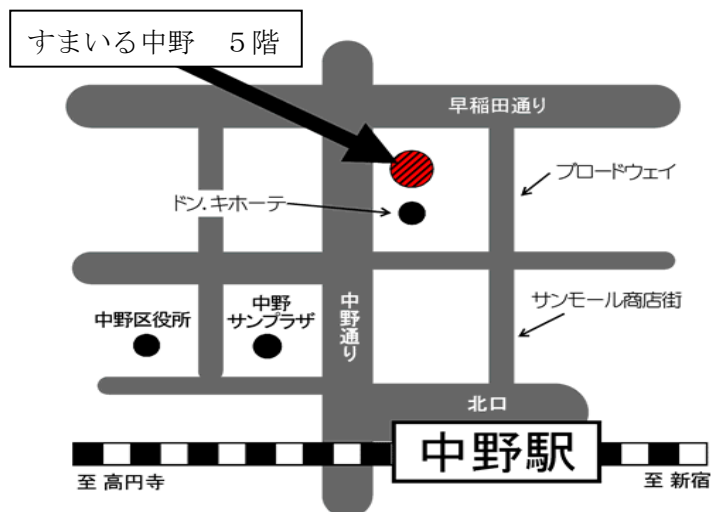 すまいる中野　５階
早稲田通り
ブロードウェイ
ドン.キホーテ
サンモール商店街
中野
サンプラザ
中野区役所
中野通り
北口
中野駅
至 高円寺
至 新宿